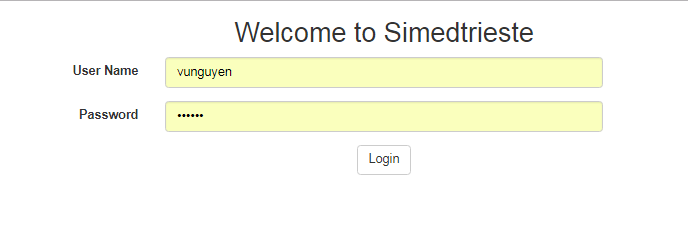 Welcome to Simedtrieste
User Name vunguyen
Password ••••••
Login